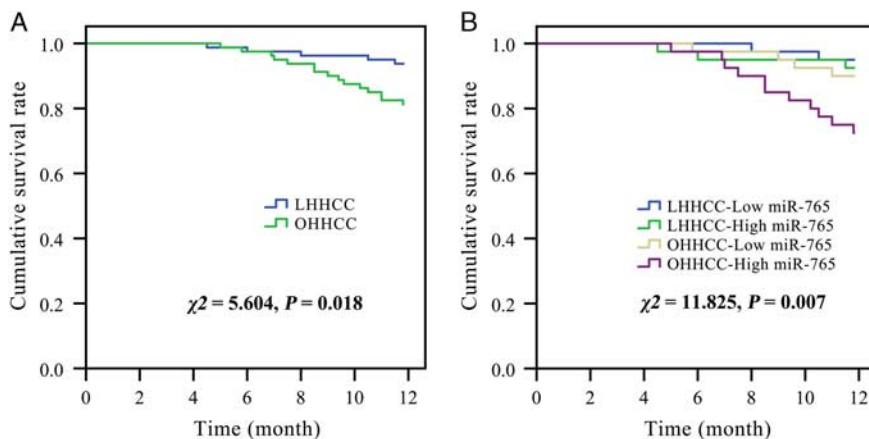 A
Cumulative survival rate
1.0
0.8
0.6
0.4
0.2
0.0
LHHCC
OHHCC
χ2 = 5.604, P = 0.018
0 2 4 6 8 10 12
Time (month)
B
Cumulative survival rate
1.0
0.8
0.6
0.4
0.2
0.0
LHHCC-Low miR-765
LHHCC-High miR-765
OHHCC-Low miR-765
OHHCC-High miR-765
χ2 = 11.825, P = 0.007
0 2 4 6 8 10 12
Time (month)